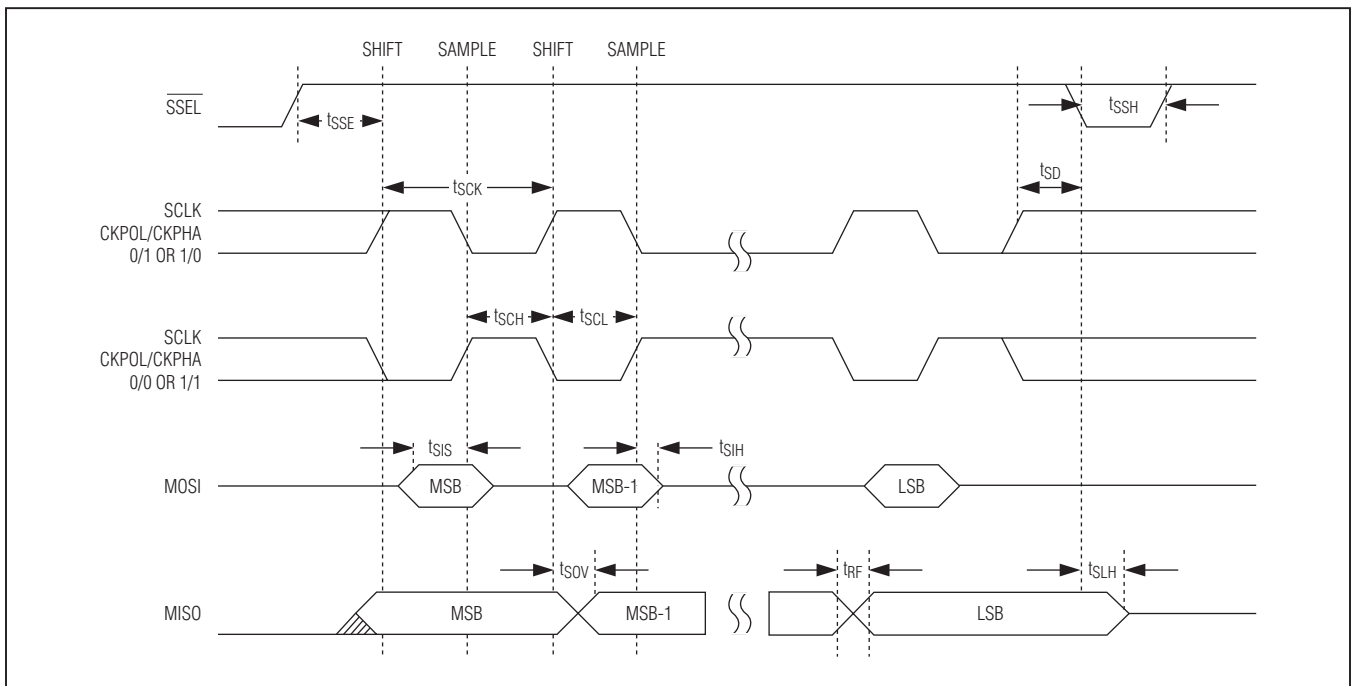 SHIFT SAMPLE SHIFT SAMPLE
SSEL
tSSE
tSSH
tSCK
tSD
SCLK
CKPOL/CKPHA
0/1 OR 1/0
tSCH
tSCL
SCLK
CKPOL/CKPHA
0/0 OR 1/1
tSIS
tSIH
MOSI
MSB
MSB-1
LSB
tSOV
tRF
tSLH
MISO
MSB
MSB-1
LSB